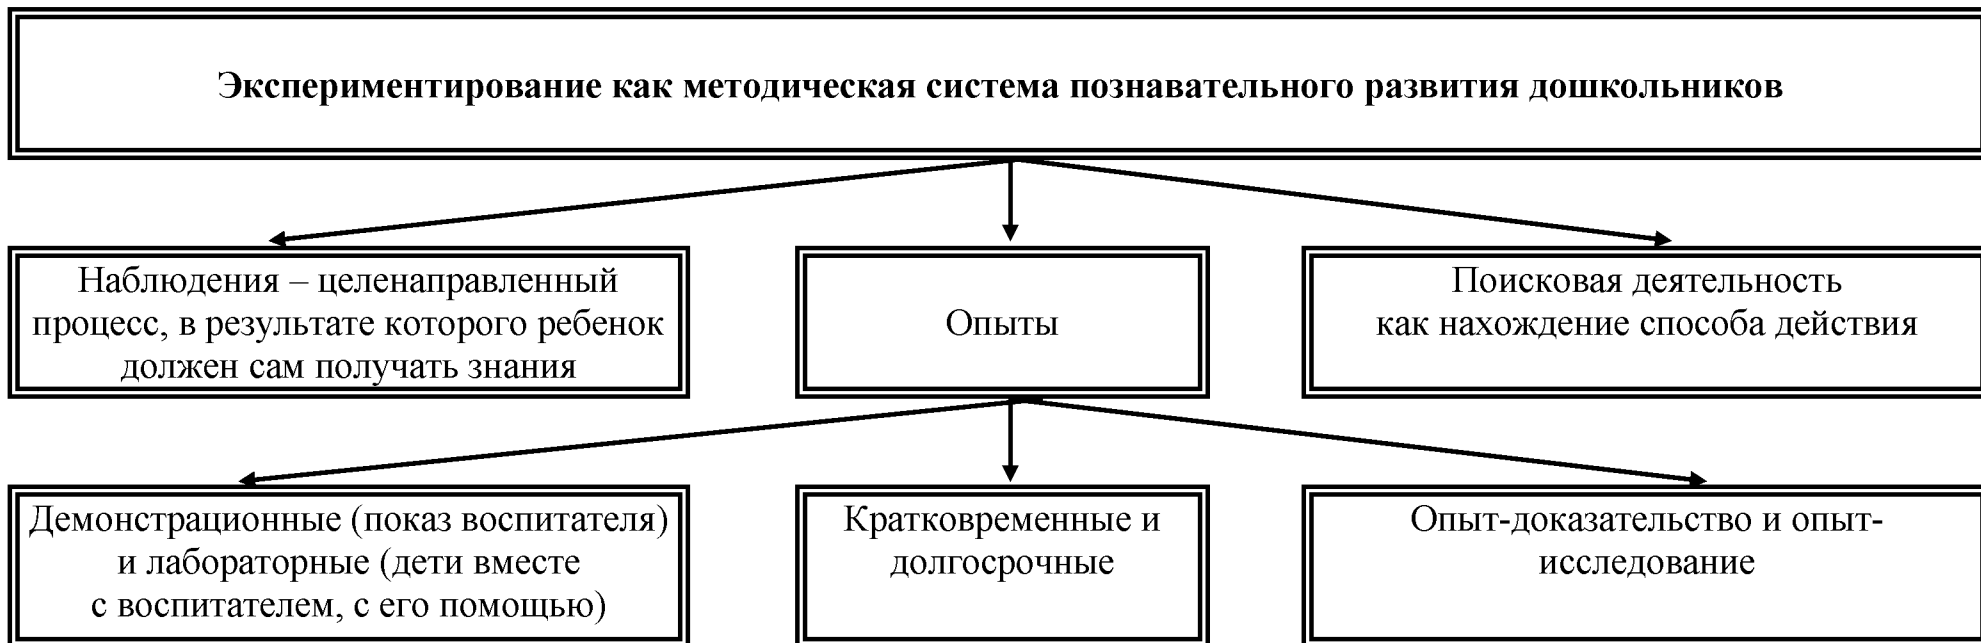 Экспериментирование как методическая система познавательного развития дошкольников
Наблюдения – целенаправленный
процесс, в результате которого ребенок
должен сам получать знания
Опыты
Поисковая деятельность
как нахождение способа действия
Демонстрационные (показ воспитателя)
и лабораторные (дети вместе
с воспитателем, с его помощью)
Кратковременные и
долгосрочные
Опыт-доказательство и опыт-
исследование